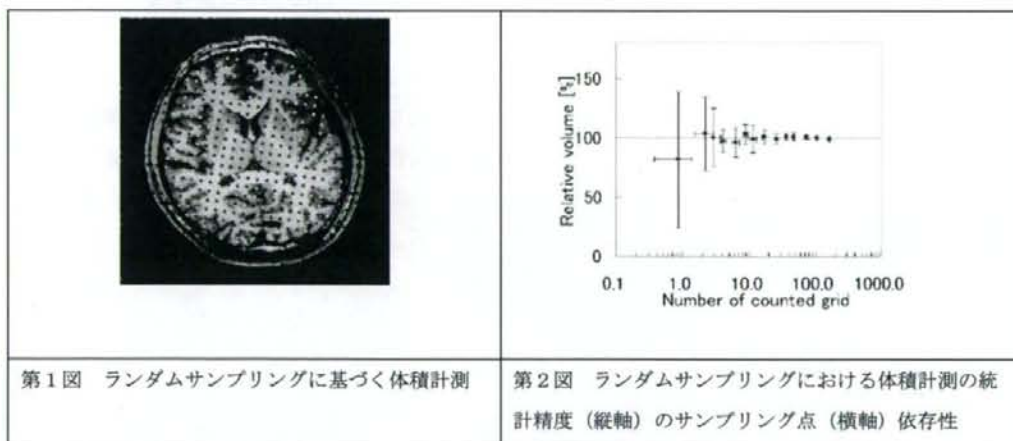 Relative volume [%]
150
100
50
0
0.1 1.0 10.0 100.0 1000.0
Number of counted grid
第1図 ランダムサンプリングに基づく体積計測
第2図 ランダムサンプリングにおける体積計測の統
計精度（縦軸）のサンプリング点（横軸）依存性